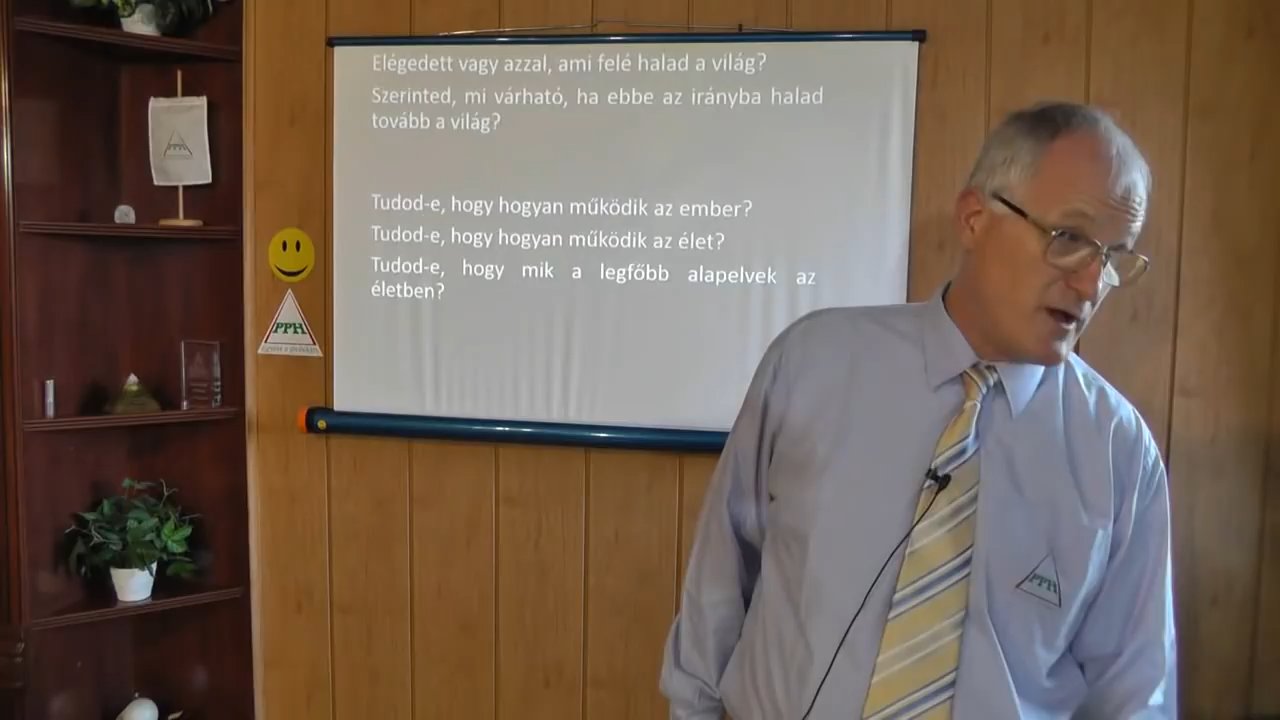 Elégedett vagy azzal, ami felé halad a világ?
Szerinted, mi várható, ha ebbe az irányba halad
tovább a világ?
Tudod-e, hogy hogyan működik az ember?
Tudod-e, hogy hogyan működik az élet?
Tudod-e, hogy mik a legfőbb alapelvek az
életben?
PPH
PPH
PPH